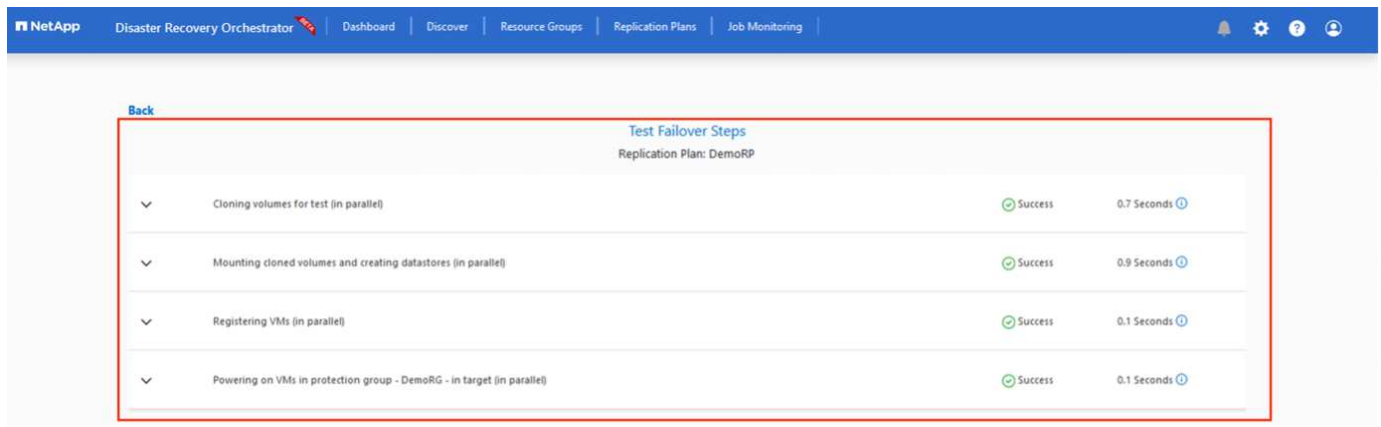 NetApp Disaster Recovery Orchestrator Dashboard Discover Resource Groups Replication Plans Job Monitoring
Back
Test Failover Steps
Replication Plan: DemoRP
Cloning volumes for test (in parallel) Success 0.7 Seconds
Mounting cloned volumes and creating datastores (in parallel) Success 0.9 Seconds
Registering VMs (in parallel) Success 0.1 Seconds
Powering on VMs in protection group - DemoRG - in target (in parallel) Success 0.1 Seconds